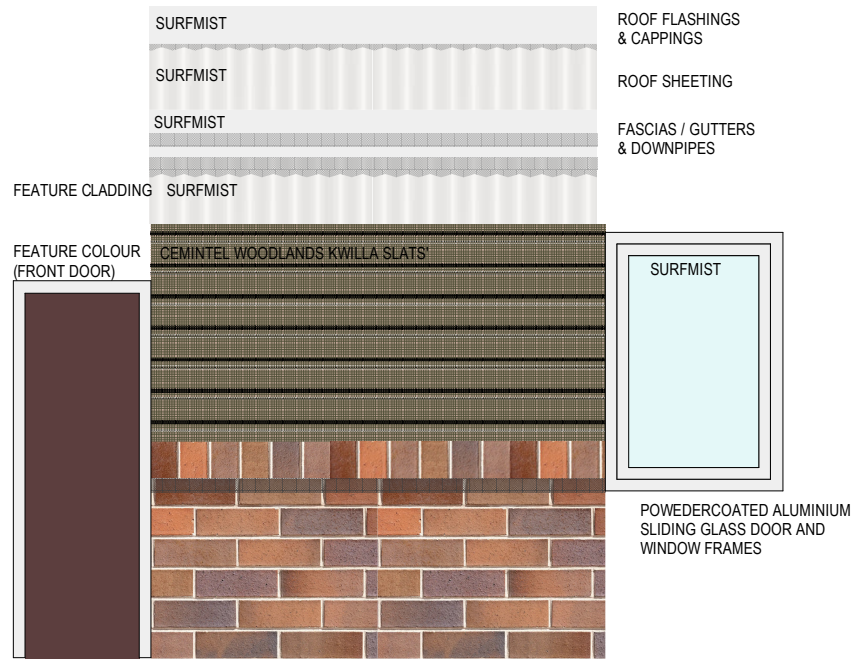 SURFMIST
ROOF FLASHINGS
& CAPPINGS
SURFMIST
ROOF SHEETING
SURFMIST
FASCIAS / GUTTERS
& DOWNPIPES
FEATURE CLADDING SURFMIST
FEATURE COLOUR
(FRONT DOOR)
CEMINTEL WOODLANDS KWILLA SLATS'
SURFMIST
POWEDERCOATED ALUMINIUM
SLIDING GLASS DOOR AND
WINDOW FRAMES